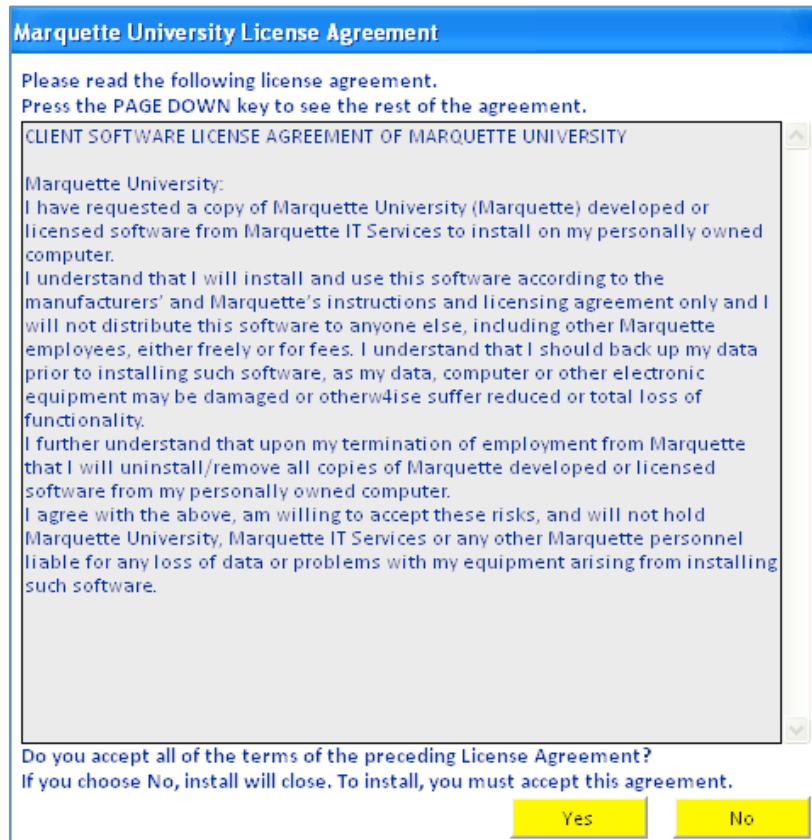 Marquette University License Agreement
Please read the following license agreement.
Press the PAGE DOWN key to see the rest of the agreement.
CLIENT SOFTWARE LICENSE AGREEMENT OF MARQUETTE UNIVERSITY
Marquette University:
I have requested a copy of Marquette University (Marquette) developed or
licensed software from Marquette IT Services to install on my personally owned
computer.
I understand that I will install and use this software according to the
manufacturers’ and Marquette’s instructions and licensing agreement only and I
will not distribute this software to anyone else, including other Marquette
employees, either freely or for fees. I understand that I should back up my data
prior to installing such software, as my data, computer or other electronic
equipment may be damaged or otherw4ise suffer reduced or total loss of
functionality.
I further understand that upon my termination of employment from Marquette
that I will uninstall/remove all copies of Marquette developed or licensed
software from my personally owned computer.
I agree with the above, am willing to accept these risks, and will not hold
Marquette University, Marquette IT Services or any other Marquette personnel
liable for any loss of data or problems with my equipment arising from installing
such software.
Do you accept all of the terms of the preceding License Agreement?
If you choose No, install will close. To install, you must accept this agreement.
Yes No